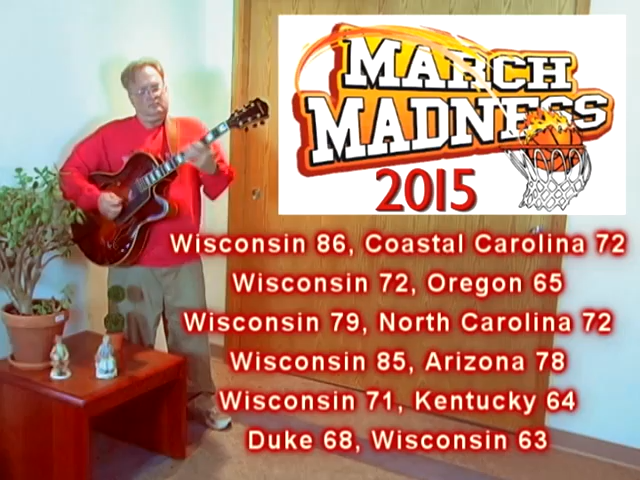 MARCH
MADNESS
2015
Wisconsin 86, Coastal Carolina 72
Wisconsin 72, Oregon 65
Wisconsin 79, North Carolina 72
Wisconsin 85, Arizona 78
Wisconsin 71, Kentucky 64
Duke 68, Wisconsin 63